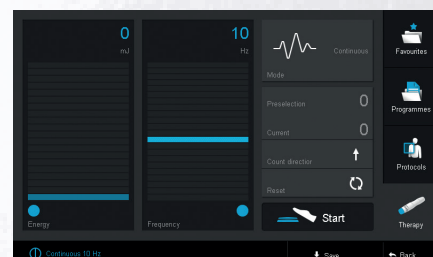 0
mJ
Energy
10
Hz
Frequency
Continuous
Mode
Preselection 0
Current 0
Count direction
Reset
Start
Favourites
Programmes
Protocols
Therapy
Continuous 10 Hz
Save
Back